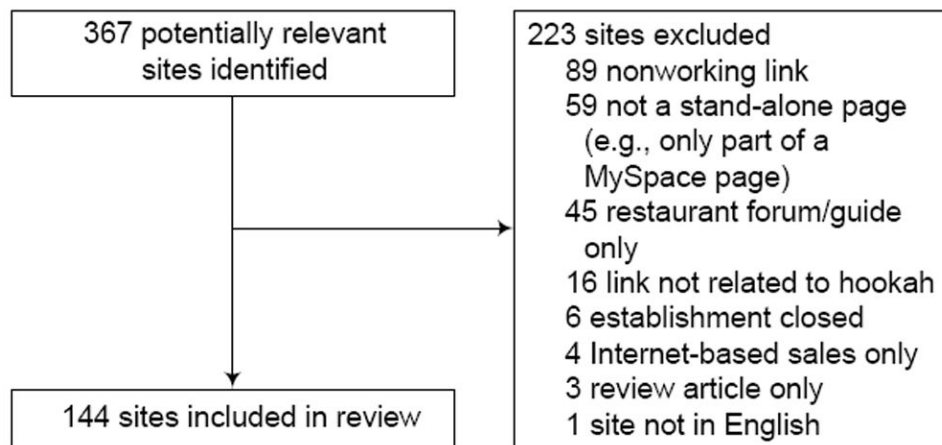 367 potentially relevant
sites identified
223 sites excluded
89 nonworking link
59 not a stand-alone page
(e.g., only part of a
MySpace page)
45 restaurant forum/guide
only
16 link not related to hookah
6 establishment closed
4 Internet-based sales only
3 review article only
1 site not in English
144 sites included in review